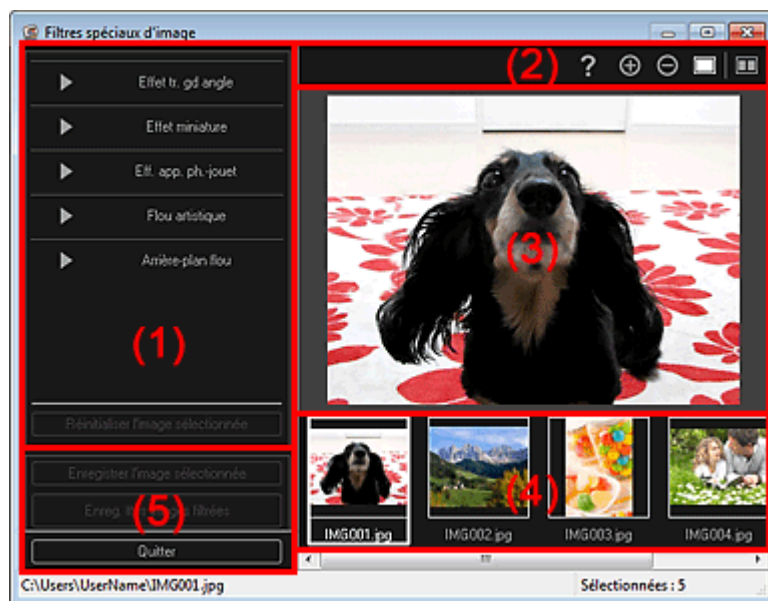 Filtres spéciaux d'image
Effet tr. gd angle
Effet miniature
Eff. app. ph.-jouet
Flou artistique
Arrière-plan flou
(1)
Réinitialiser l'image sélectionnée
Enregistrer l'image sélectionnée
Enreg. filtrées
(5)
Quitter
(2)
?
(3)
(4)
IMG001.jpg
IMG002.jpg
IMG003.jpg
IMG004.jpg
C:\Users\UserName\IMG001.jpg
Sélectionnées : 5